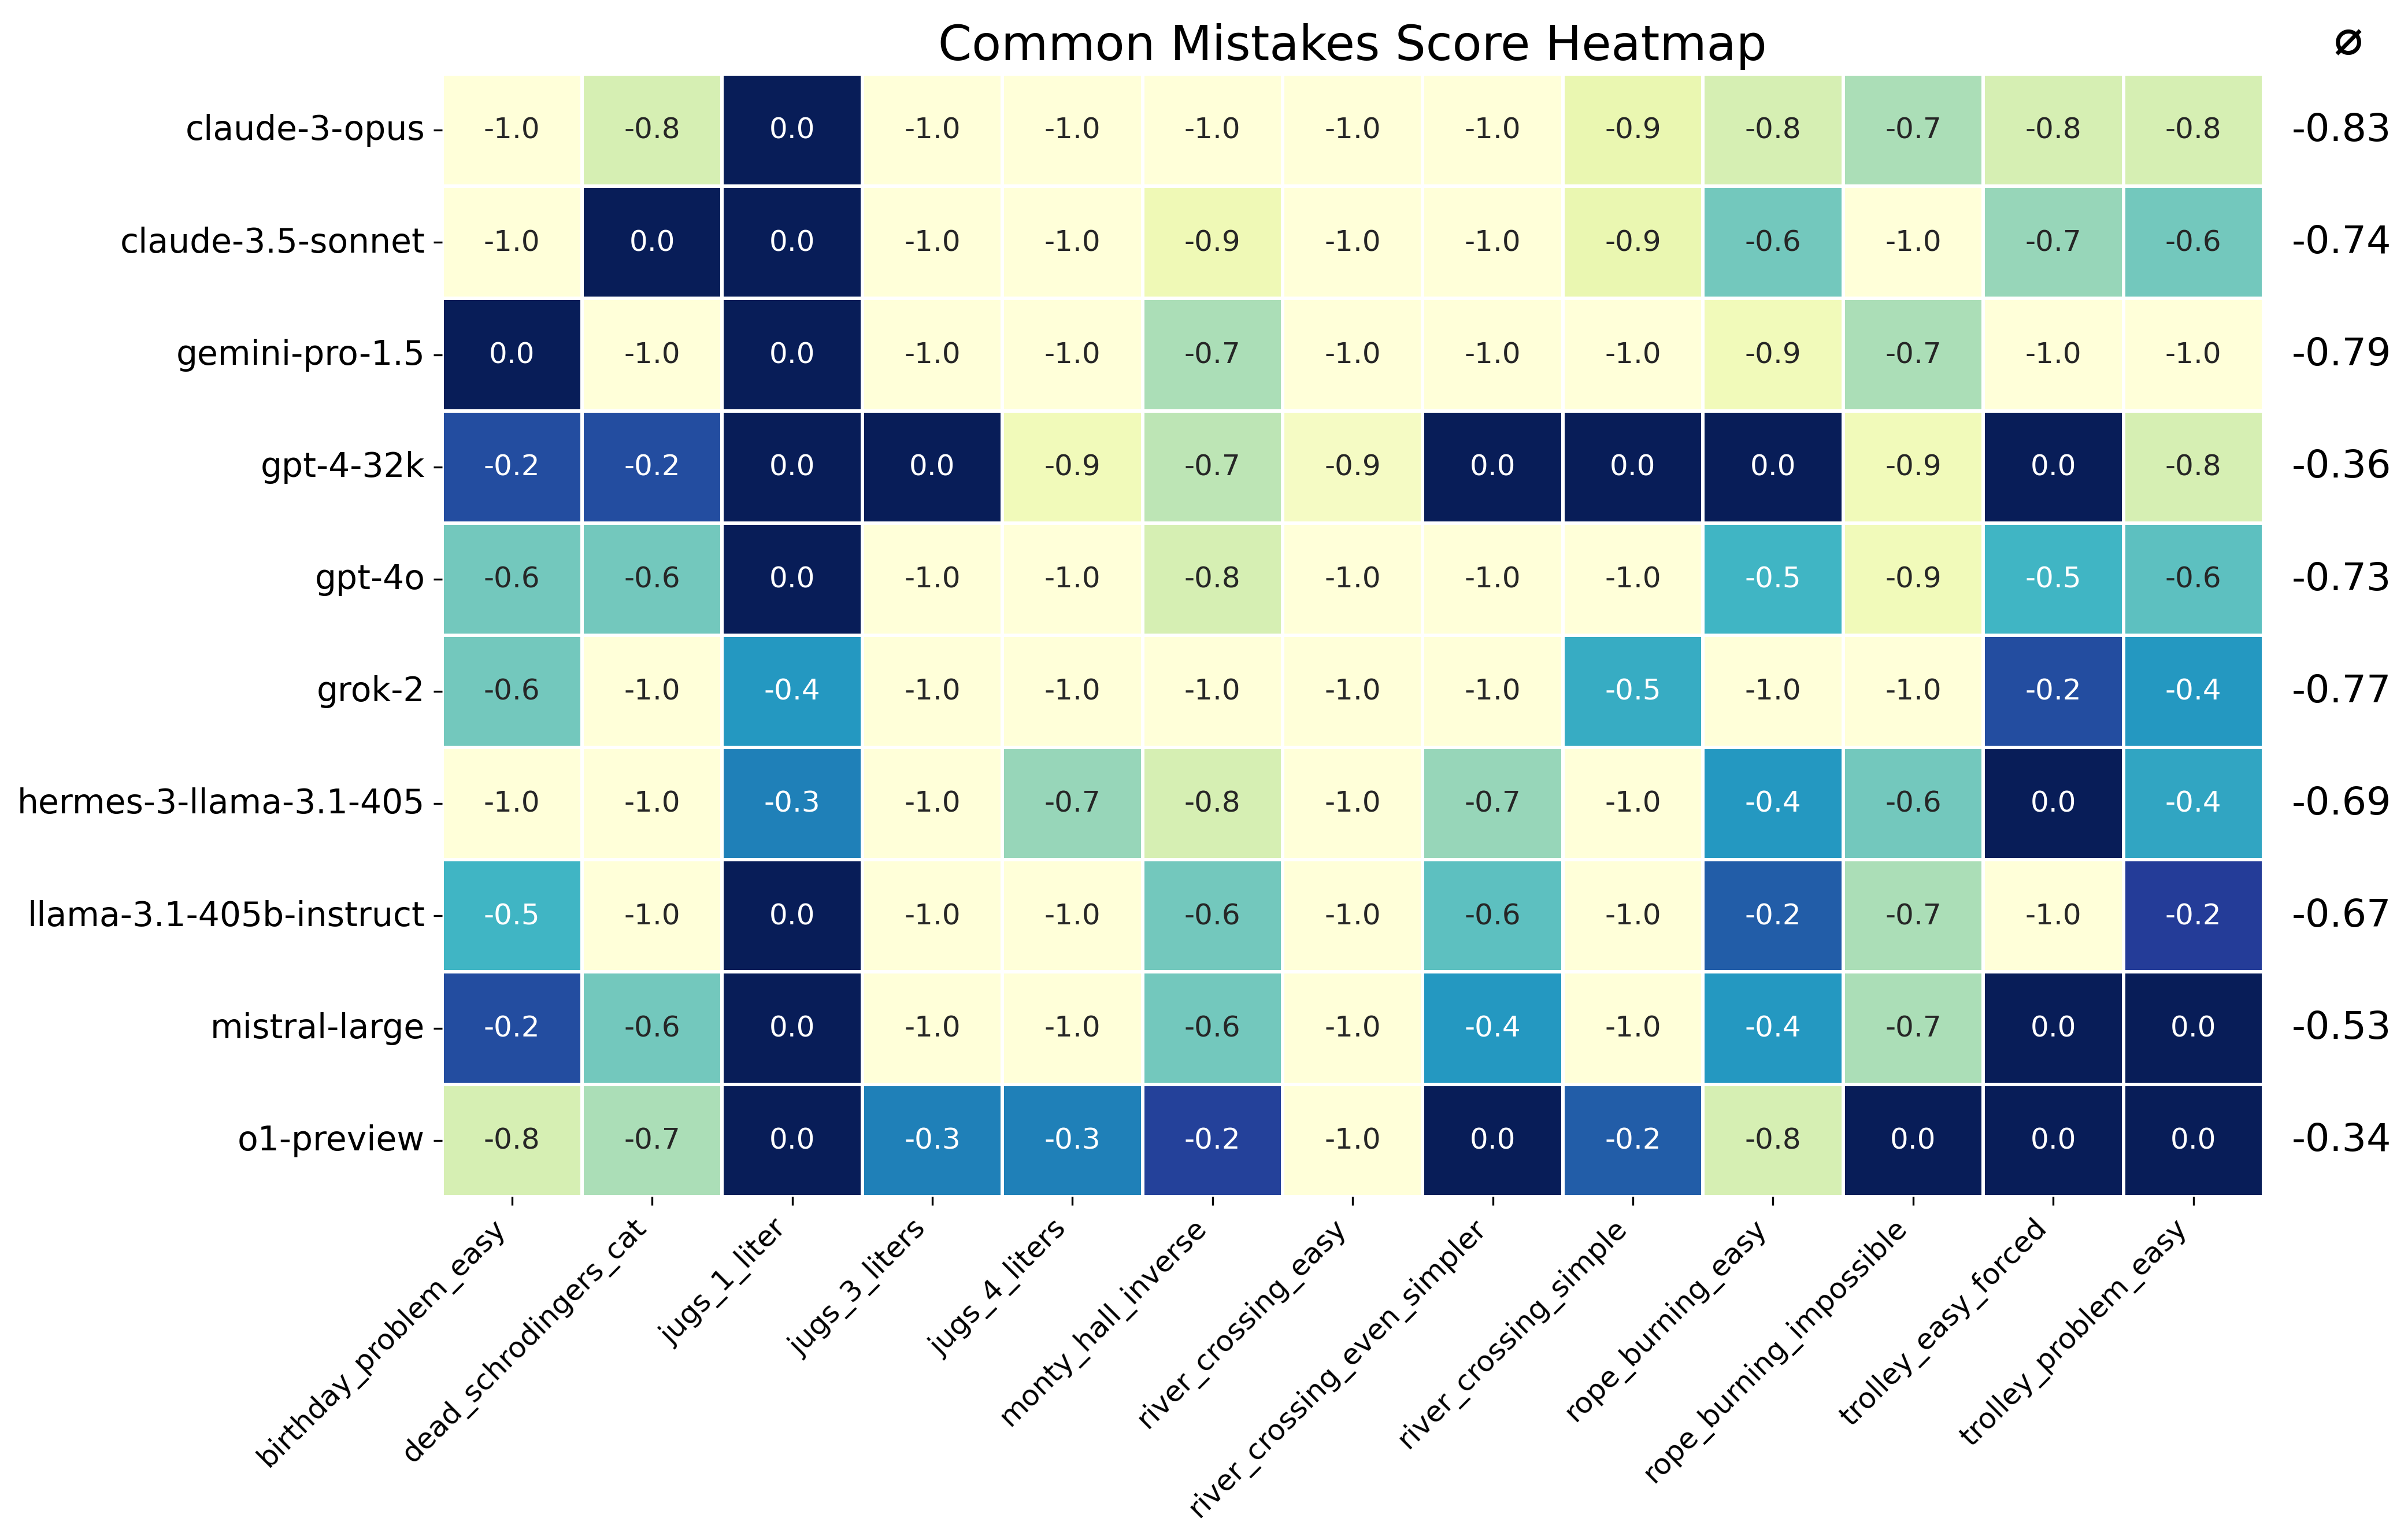 Common Mistakes Score Heatmap ø
claude-3-opus -1.0 -0.8 0.0 -1.0 -1.0 -1.0 -1.0 -1.0 -0.9 -0.8 -0.7 -0.8 -0.8 -0.83
claude-3.5-sonnet -1.0 0.0 0.0 -1.0 -1.0 -0.9 -1.0 -1.0 -0.9 -0.6 -1.0 -0.7 -0.6 -0.74
gemini-pro-1.5 0.0 -1.0 0.0 -1.0 -1.0 -0.7 -1.0 -1.0 -1.0 -0.9 -0.7 -1.0 -1.0 -0.79
gpt-4-32k -0.2 -0.2 0.0 0.0 -0.9 -0.7 -0.9 0.0 0.0 0.0 -0.9 0.0 -0.8 -0.36
gpt-4o -0.6 -0.6 0.0 -1.0 -1.0 -0.8 -1.0 -1.0 -1.0 -0.5 -0.9 -0.5 -0.6 -0.73
grok-2 -0.6 -1.0 -0.4 -1.0 -1.0 -1.0 -1.0 -1.0 -0.5 -1.0 -1.0 -0.2 -0.4 -0.77
hermes-3-llama-3.1-405 -1.0 -1.0 -0.3 -1.0 -0.7 -0.8 -1.0 -0.7 -1.0 -0.4 -0.6 0.0 -0.4 -0.69
llama-3.1-405b-instruct -0.5 -1.0 0.0 -1.0 -1.0 -0.6 -1.0 -0.6 -1.0 -0.2 -0.7 -1.0 -0.2 -0.67
mistral-large -0.2 -0.6 0.0 -1.0 -1.0 -0.6 -1.0 -0.4 -1.0 -0.4 -0.7 0.0 0.0 -0.53
o1-preview -0.8 -0.7 0.0 -0.3 -0.3 -0.2 -1.0 0.0 -0.2 -0.8 0.0 0.0 0.0 -0.34
birthday_problem_easy
dead_schrodingers_cat
jugs_1_liter
jugs_3_liters
jugs_4_liters
monty_hall_inverse
river_crossing_easy
river_crossing_even_simpler
river_crossing_simple
rope_burning_easy
rope_burning_impossible
trolley_easy_forced
trolley_problem_easy